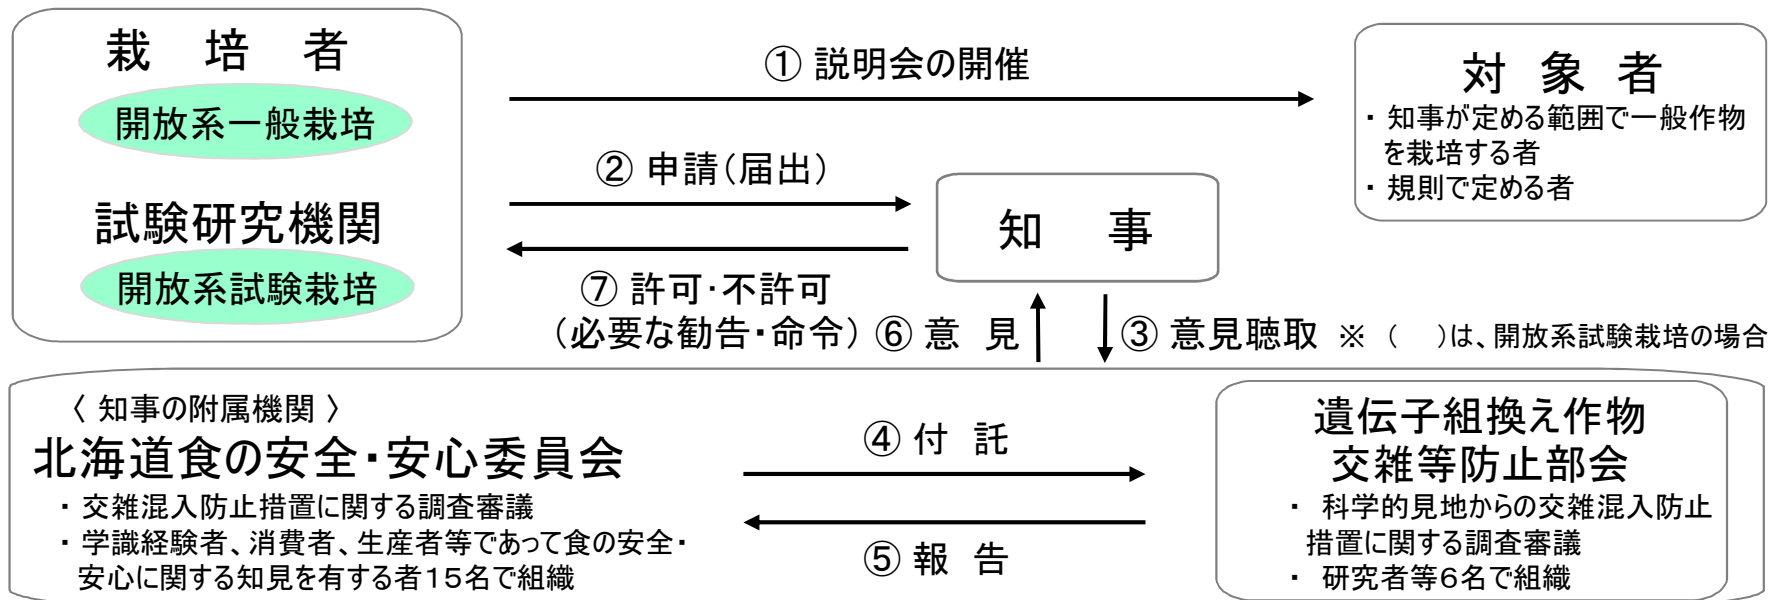 栽　培　者
開放系一般栽培
試験研究機関
開放系試験栽培
① 説明会の開催
対　象　者
・ 知事が定める範囲で一般作物
を栽培する者
・ 規則で定める者
② 申請（届出）
知　　事
⑦ 許可・不許可
（必要な勧告・命令）
⑥ 意　見
③ 意見聴取
※ （　　）は、開放系試験栽培の場合
〈 知事の附属機関 〉
北海道食の安全・安心委員会
・ 交雑混入防止措置に関する調査審議
・ 学識経験者、消費者、生産者等であって食の安全・
安心に関する知見を有する者１５名で組織
④ 付　託
⑤ 報　告
遺伝子組換え作物
交雑等防止部会
・ 科学的見地からの交雑混入防止
措置に関する調査審議
・ 研究者等６名で組織